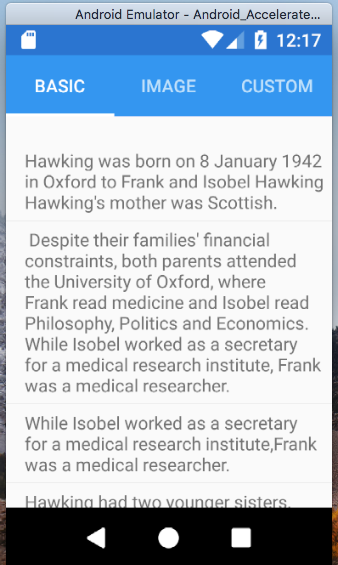 Android Emulator - Android_Accelerate...
12:17
BASIC
IMAGE
CUSTOM
Hawking was born on 8 January 1942
in Oxford to Frank and Isobel Hawking
Hawking's mother was Scottish.
Despite their families' financial
constraints, both parents attended
the University of Oxford, where
Frank read medicine and Isobel read
Philosophy, Politics and Economics.
While Isobel worked as a secretary
for a medical research institute, Frank
was a medical researcher.
While Isobel worked as a secretary
for a medical research institute,Frank
was a medical researcher.
Hawking had two younger sisters,